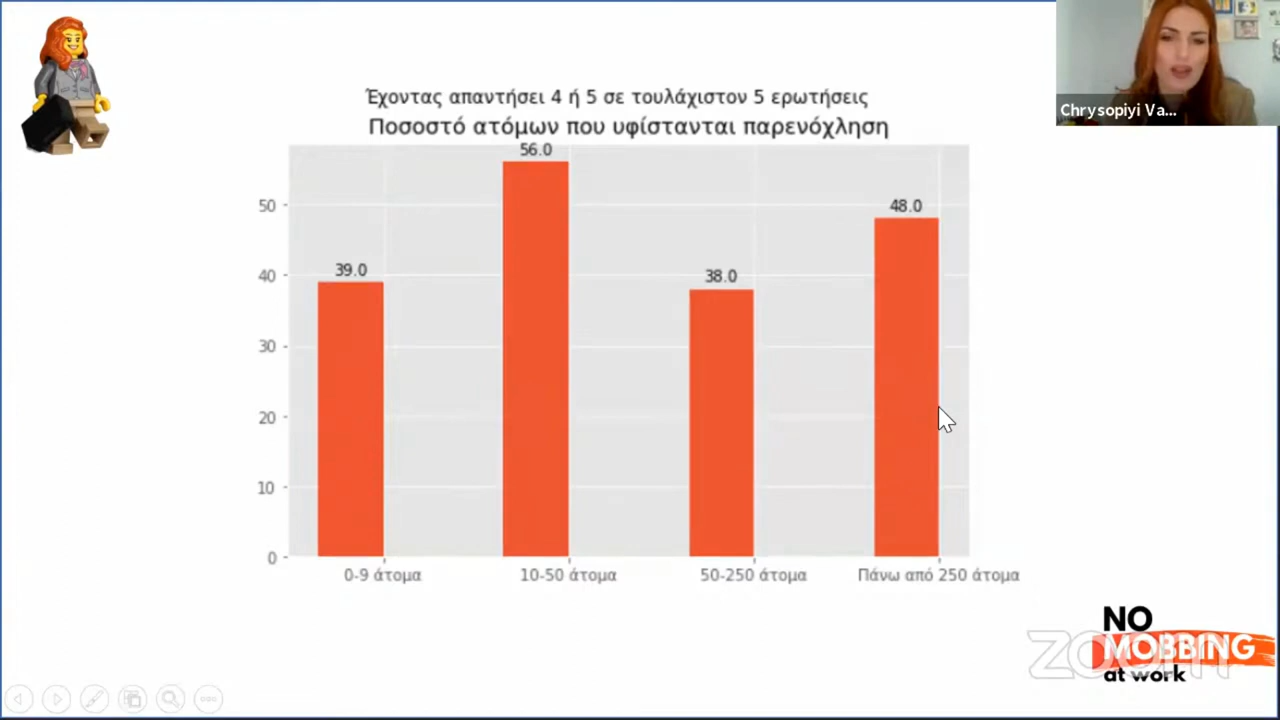 Chrysopiyi Va...
Έχοντας απαντήσει 4 ή 5 σε τουλάχιστον 5 ερωτήσεις
Ποσοστό ατόμων που υφίστανται παρενόχληση
56.0
50
48.0
40
39.0
38.0
30
20
10
0
0-9 άτομα
10-50 άτομα
50-250 άτομα
Πάνω από 250 άτομα
NO
MOBBING
at work
zoom